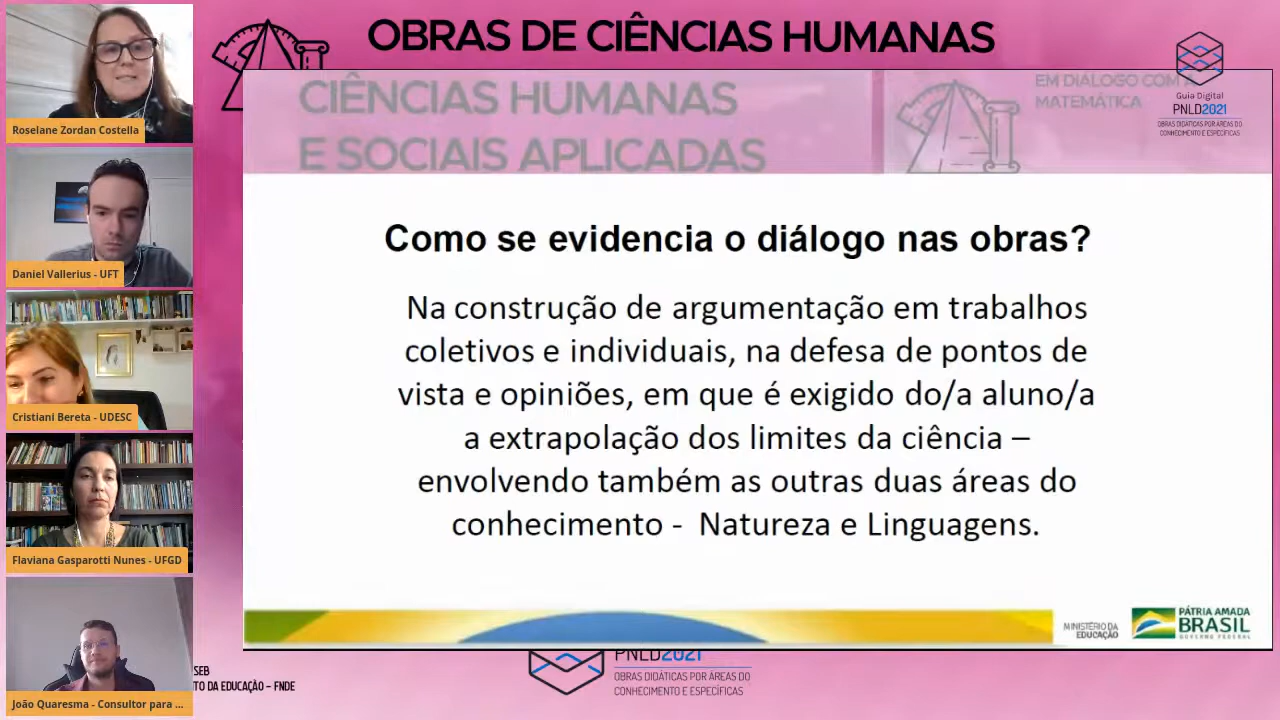 OBRAS DE CIÊNCIAS HUMANAS
CIÊNCIAS HUMANAS
E SOCIAIS APLICADAS
EM DIÁLOGO COM A
MATEMÁTICA
Guia Digital
PNLD2021
OBRAS DIDÁTICAS POR ÁREAS DO
CONHECIMENTO E ESPECÍFICAS
Roselane Zordan Costella
Daniel Vallerius - UFT
Cristiani Bereta - UDESC
Flaviana Gasparotti Nunes - UFGD
João Quaresma - Consultor para ...
Como se evidencia o diálogo nas obras?
Na construção de argumentação em trabalhos
coletivos e individuais, na defesa de pontos de
vista e opiniões, em que é exigido do/a aluno/a
a extrapolação dos limites da ciência –
envolvendo também as outras duas áreas do
conhecimento - Natureza e Linguagens.
MINISTÉRIO DA
EDUCAÇÃO
PÁTRIA AMADA
BRASIL
GOVERNO FEDERAL
SEB
TO DA EDUCAÇÃO – FNDE
PNLD2021
OBRAS DIDÁTICAS POR ÁREAS DO
CONHECIMENTO E ESPECÍFICAS